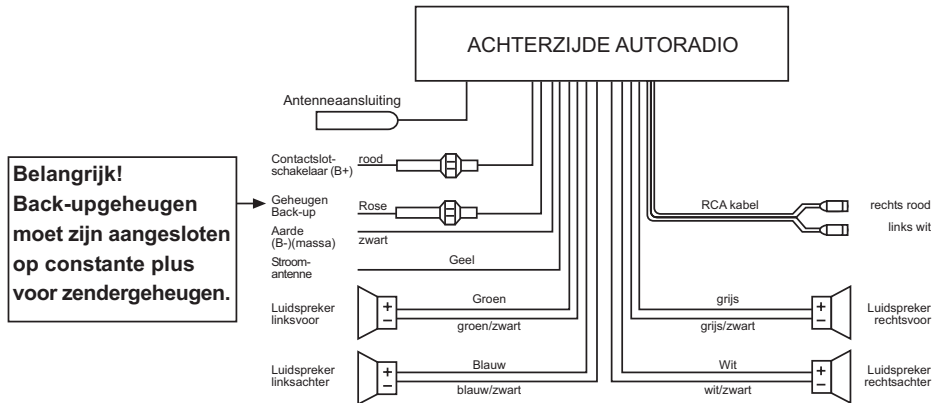 ACHTERZIJDE AUTORADIO
Antenneaansluiting
Contactslot-
schakelaar (B+)
rood
Belangrijk!
Back-upgeheugen
moet zijn aangesloten
op constante plus
voor zendergeheugen.
Geheugen
Back-up
Rose
Aarde
(B-)(massa)
zwart
Stroom-
antenne
Geel
RCA kabel
rechts rood
links wit
Luidspreker
linksvoor
+
−
Groen
groen/zwart
grijs
grijs/zwart
+
−
Luidspreker
rechtsvoor
Luidspreker
linksachter
+
−
Blauw
blauw/zwart
Wit
wit/zwart
+
−
Luidspreker
rechtsachter